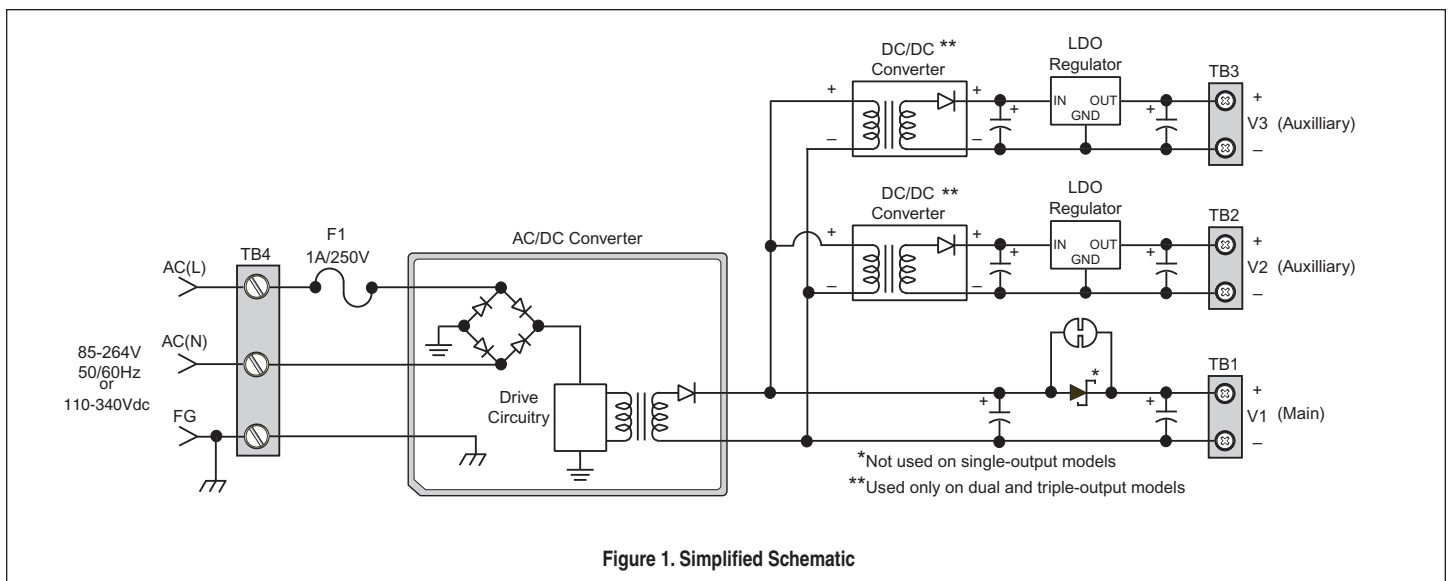 DC/DC **
Converter
LDO
Regulator
TB3
+
+
–
–
+
IN OUT
GND
+
+
V3 (Auxilliary)
–
DC/DC **
Converter
LDO
Regulator
TB2
+
+
–
–
+
IN OUT
GND
+
+
V2 (Auxilliary)
–
F1
1A/250V
AC/DC Converter
TB4
AC(L)
AC(N)
85-264V
50/60Hz
or
110-340Vdc
FG
Drive
Circuitry
*
TB1
+
+
+
V1 (Main)
–
*Not used on single-output models
**Used only on dual and triple-output models
Figure 1. Simplified Schematic